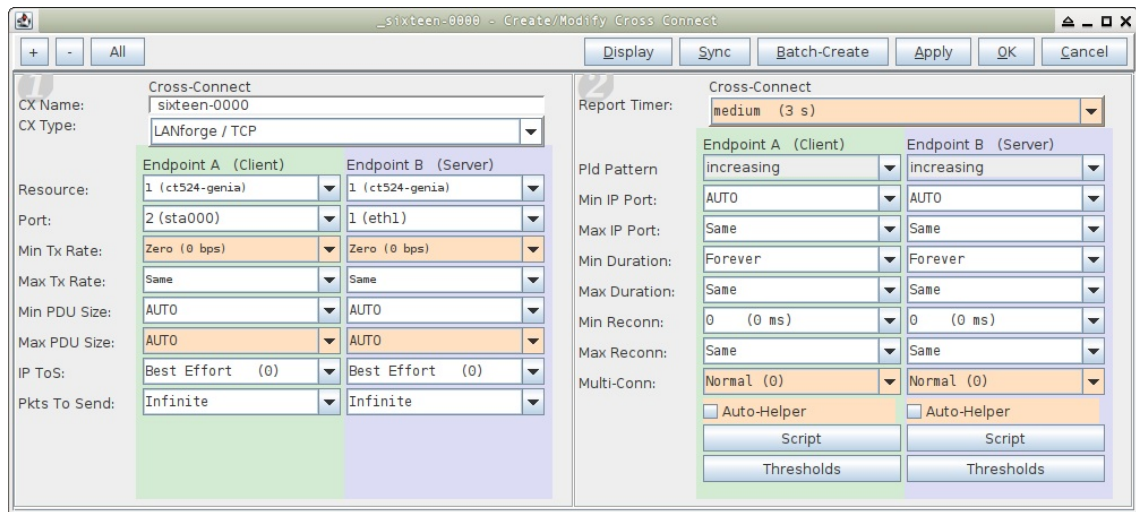 _sixteen-0000 - Create/Modify Cross Connect
+ - All Display Sync Batch-Create Apply OK Cancel
1
Cross-Connect
CX Name: sixteen-0000
CX Type: LANforge / TCP
Endpoint A (Client) Endpoint B (Server)
Resource: 1 (ct524-genia) 1 (ct524-genia)
Port: 2 (sta000) 1 (eth1)
Min Tx Rate: Zero (0 bps) Zero (0 bps)
Max Tx Rate: Same Same
Min PDU Size: AUTO AUTO
Max PDU Size: AUTO AUTO
IP ToS: Best Effort (0) Best Effort (0)
Pkts To Send: Infinite Infinite
2
Cross-Connect
Report Timer: medium (3 s)
Endpoint A (Client) Endpoint B (Server)
Pld Pattern increasing increasing
Min IP Port: AUTO AUTO
Max IP Port: Same Same
Min Duration: Forever Forever
Max Duration: Same Same
Min Reconn: 0 (0 ms) 0 (0 ms)
Max Reconn: Same Same
Multi-Conn: Normal (0) Normal (0)
Auto-Helper Auto-Helper
Script Script
Thresholds Thresholds